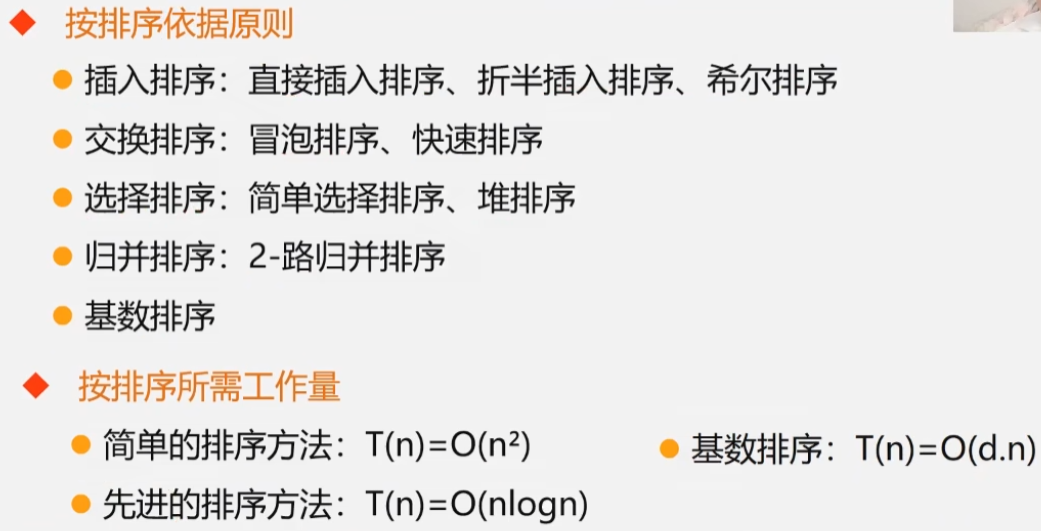 按排序依据原则
插入排序：直接插入排序、折半插入排序、希尔排序
交换排序：冒泡排序、快速排序
选择排序：简单选择排序、堆排序
归并排序：2-路归并排序
基数排序
按排序所需工作量
简单的排序方法：T(n)=O(n²)
基数排序：T(n)=O(d.n)
先进的排序方法：T(n)=O(nlogn)